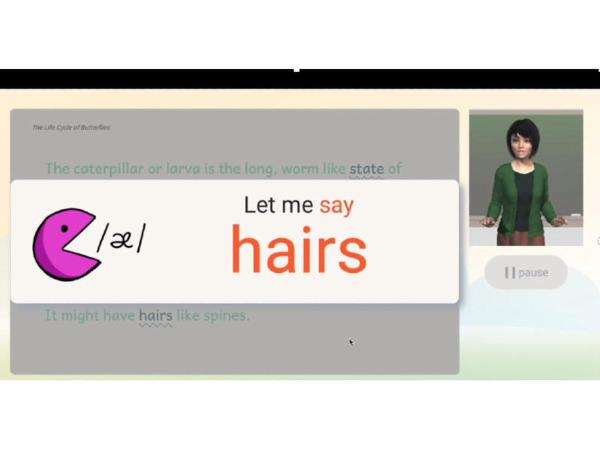 The Life Cycle of Butterflies
The caterpillar or larva is the long, worm like state of
Let me say
hairs
/æ/
pause
It might have hairs like spines.